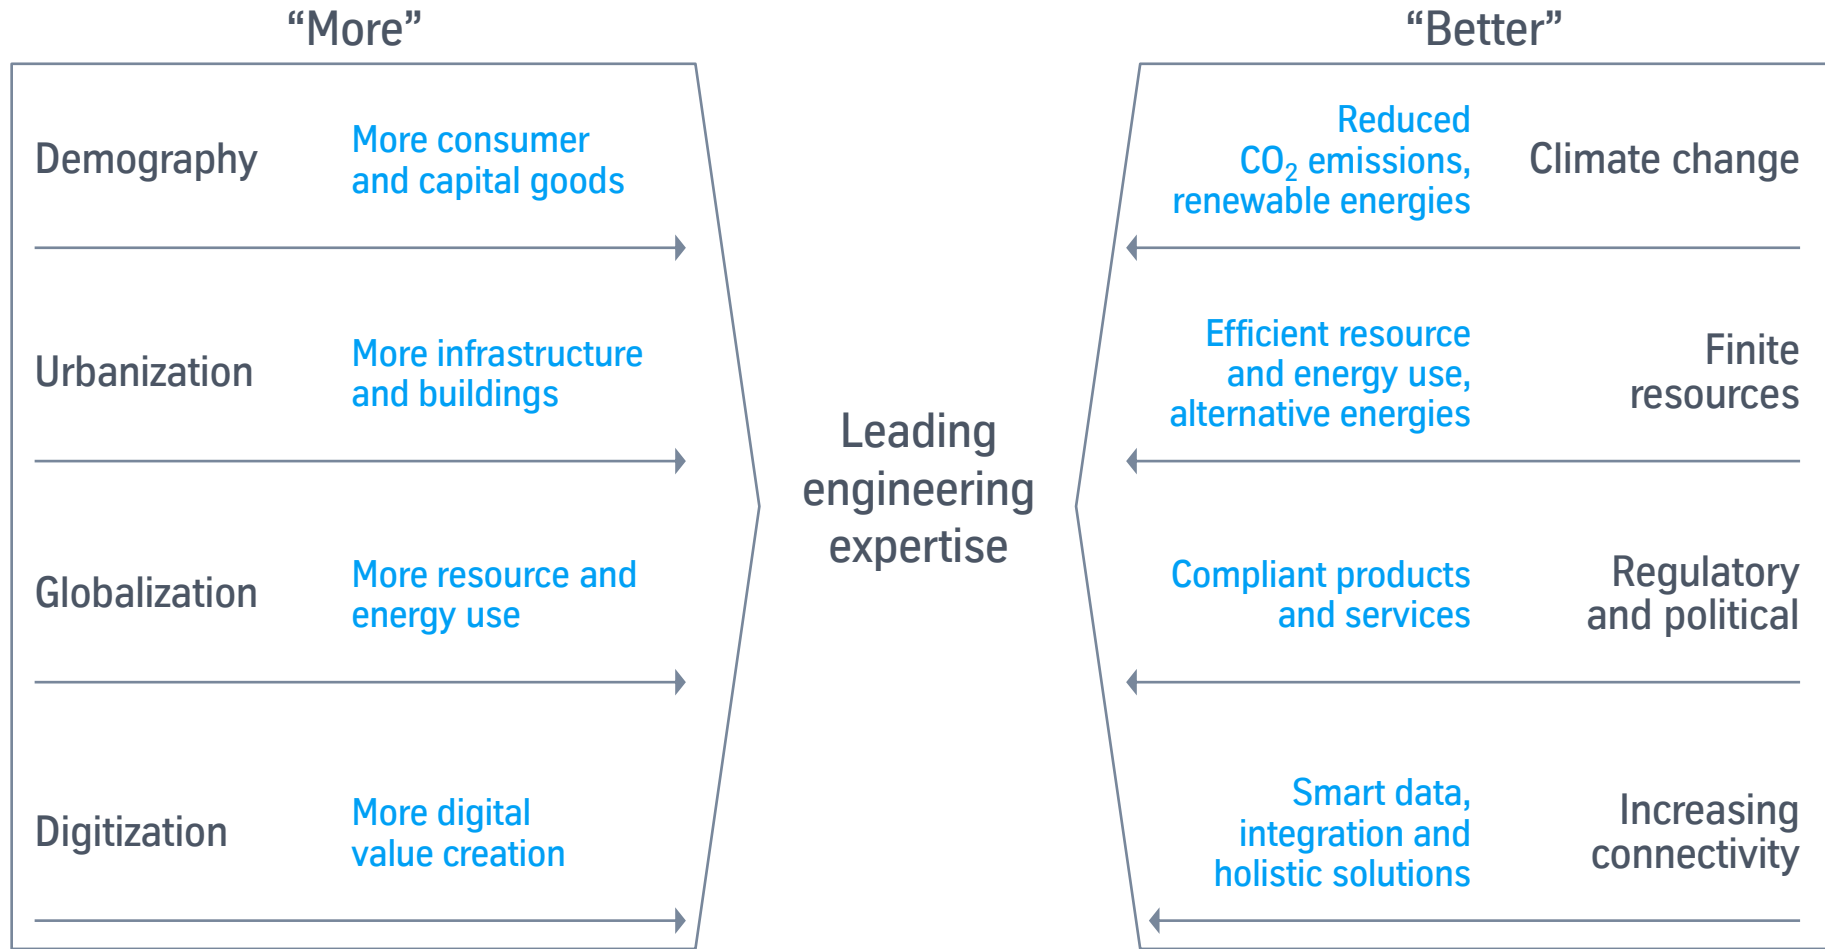 “More”
Demography
More consumer
and capital goods
Urbanization
More infrastructure
and buildings
Globalization
More resource and
energy use
Digitization
More digital
value creation
Leading
engineering
expertise
“Better”
Reduced
CO₂ emissions,
renewable energies
Climate change
Efficient resource
and energy use,
alternative energies
Finite
resources
Compliant products
and services
Regulatory
and political
Smart data,
integration and
holistic solutions
Increasing
connectivity